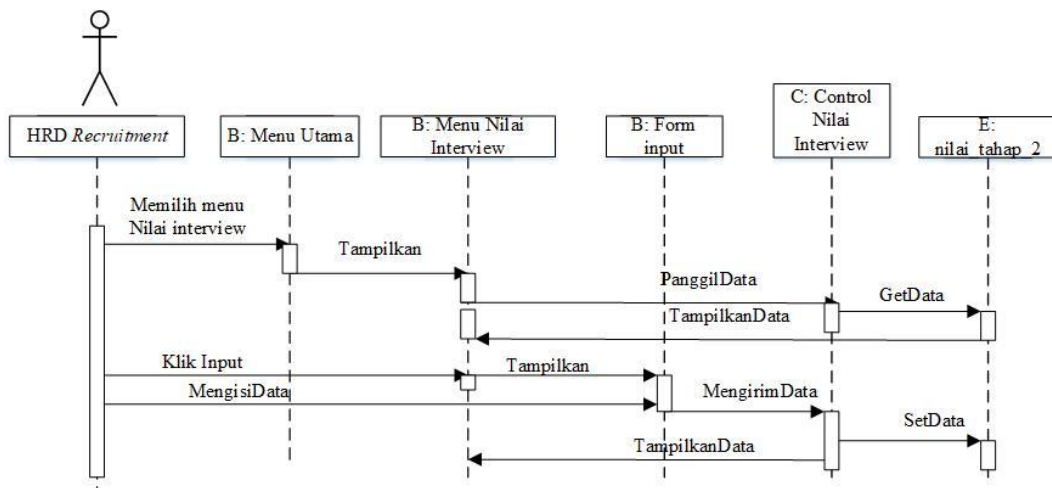 HRD Recruitment
B: Menu Utama
B: Menu Nilai
Interview
B: Form
input
C: Control
Nilai
Interview
E:
nilai_tahap_2
Memilih menu
Nilai interview
Tampilkan
PanggilData
GetData
TampilkanData
Klik Input
Tampilkan
MengisiData
MengirimData
SetData
TampilkanData